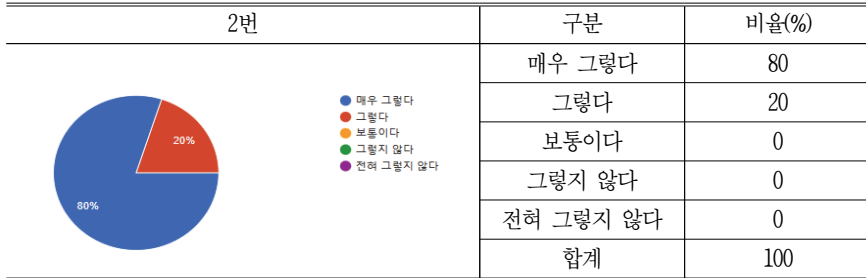 2번 구분 비율(%)
매우 그렇다 80
그렇다 20
보통이다 0
그렇지 않다 0
전혀 그렇지 않다 0
합계 100
매우 그렇다
그렇다
보통이다
그렇지 않다
전혀 그렇지 않다
20%
80%